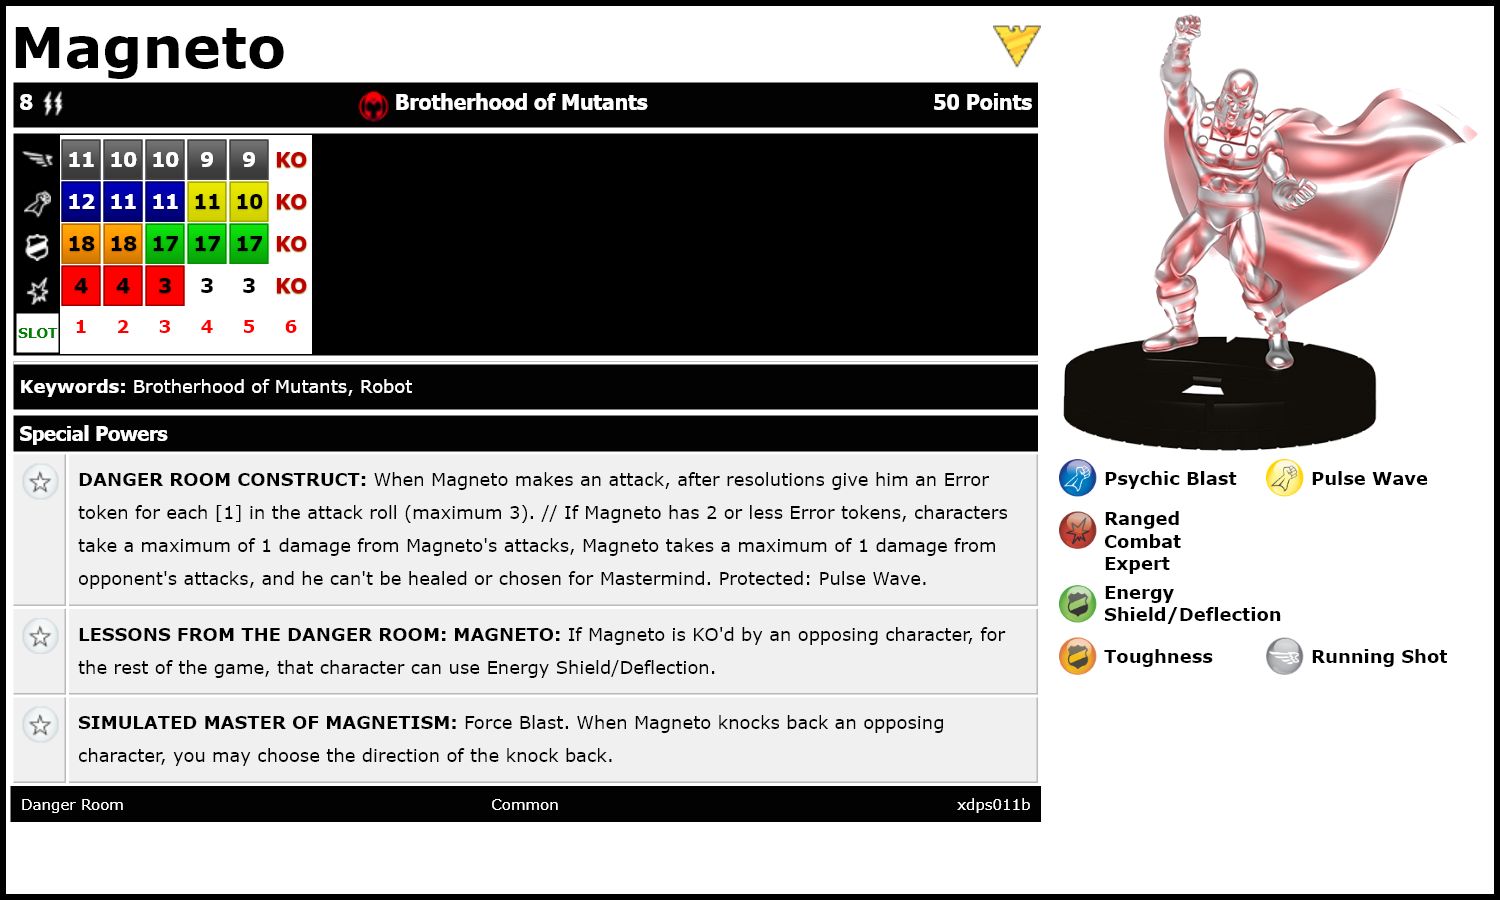 Magneto
8 Brotherhood of Mutants 50 Points
11 10 10 9 9 KO
12 11 11 11 10 KO
18 18 17 17 17 KO
4 4 3 3 3 KO
SLOT 1 2 3 4 5 6
Keywords: Brotherhood of Mutants, Robot
Special Powers
DANGER ROOM CONSTRUCT: When Magneto makes an attack, after resolutions give him an Error
token for each [1] in the attack roll (maximum 3). // If Magneto has 2 or less Error tokens, characters
take a maximum of 1 damage from Magneto's attacks, Magneto takes a maximum of 1 damage from
opponent's attacks, and he can't be healed or chosen for Mastermind. Protected: Pulse Wave.
LESSONS FROM THE DANGER ROOM: MAGNETO: If Magneto is KO'd by an opposing character, for
the rest of the game, that character can use Energy Shield/Deflection.
SIMULATED MASTER OF MAGNETISM: Force Blast. When Magneto knocks back an opposing
character, you may choose the direction of the knock back.
Danger Room Common xdps011b
Psychic Blast Pulse Wave
Ranged
Combat
Expert
Energy
Shield/Deflection
Toughness Running Shot